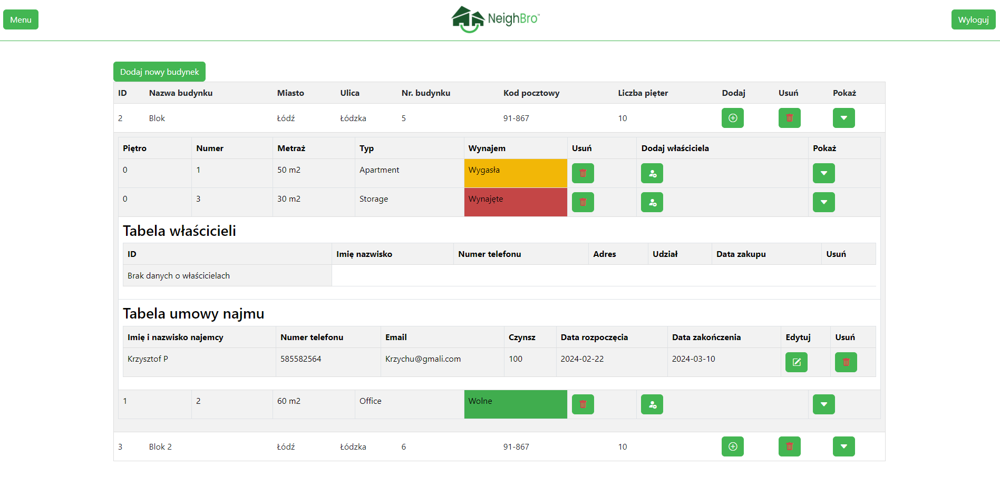 Menu
NeighBro™
Wyloguj
Dodaj nowy budynek
ID Nazwa budynku Miasto Ulica Nr. budynku Kod pocztowy Liczba pięter Dodaj Usuń Pokaż
2 Blok Łódź Łódzka 5 91-867 10
Piętro Numer Metraż Typ Wynajem Usuń Dodaj właściciela Pokaż
0 1 50 m2 Apartment Wygasła
0 3 30 m2 Storage Wynajęte
Tabela właścicieli
ID Imię nazwisko Numer telefonu Adres Udział Data zakupu Usuń
Brak danych o właścicielach
Tabela umowy najmu
Imię i nazwisko najemcy Numer telefonu Email Czynsz Data rozpoczęcia Data zakończenia Edytuj Usuń
Krzysztof P 585582564 Krzychu@gmali.com 100 2024-02-22 2024-03-10
1 2 60 m2 Office Wolne
3 Blok 2 Łódź Łódzka 6 91-867 10